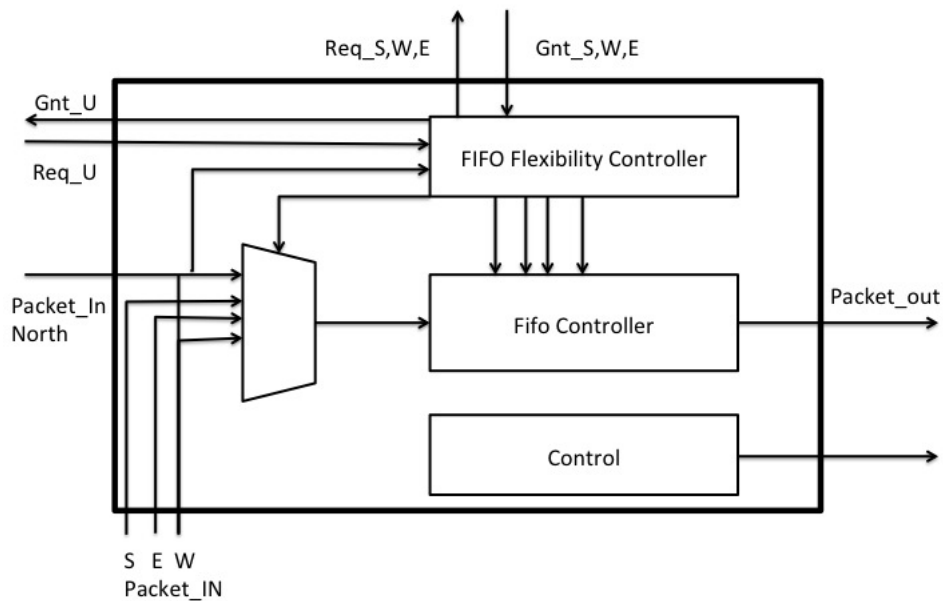 Req_S,W,E
Gnt_S,W,E
Gnt_U
FIFO Flexibility Controller
Req_U
Packet_In
North
Fifo Controller
Packet_out
Control
S E W
Packet_IN